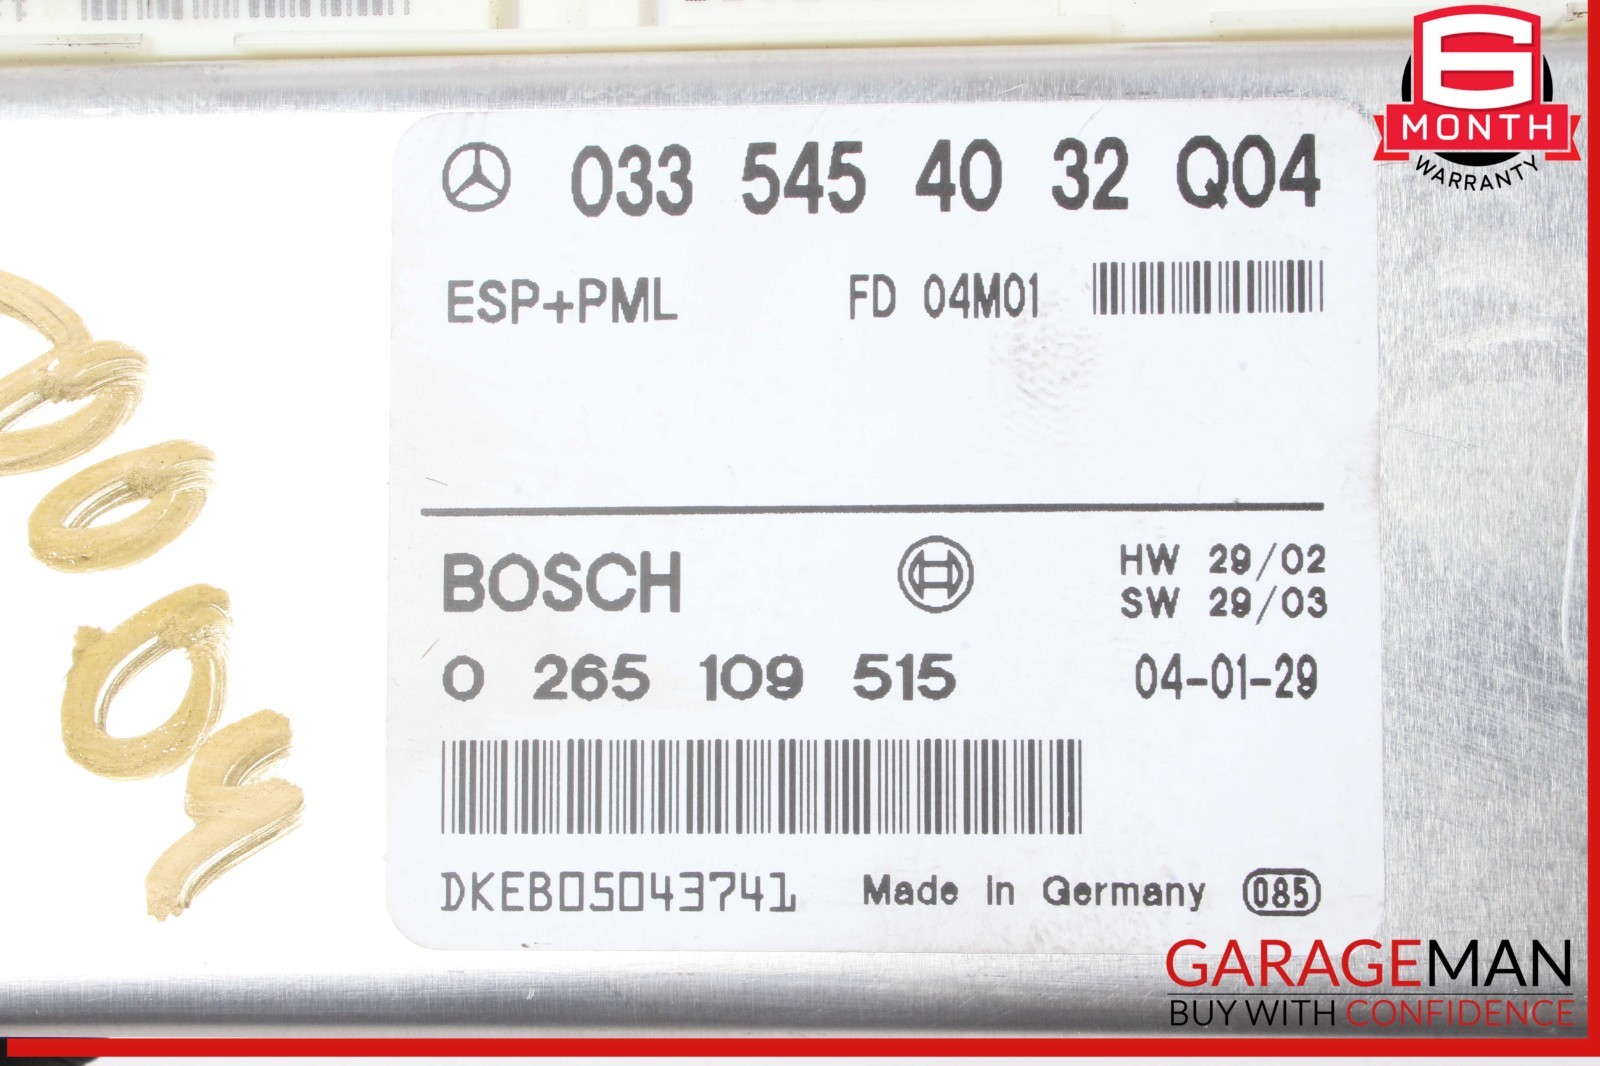 6
MONTH
WARRANTY
033 545 40 32 Q04
ESP+PML FD 04M01
BOSCH HW 29/02
SW 29/03
0 265 109 515 04-01-29
DKEB05043741
Made in Germany 085
GARAGEMAN
BUY WITH CONFIDENCE